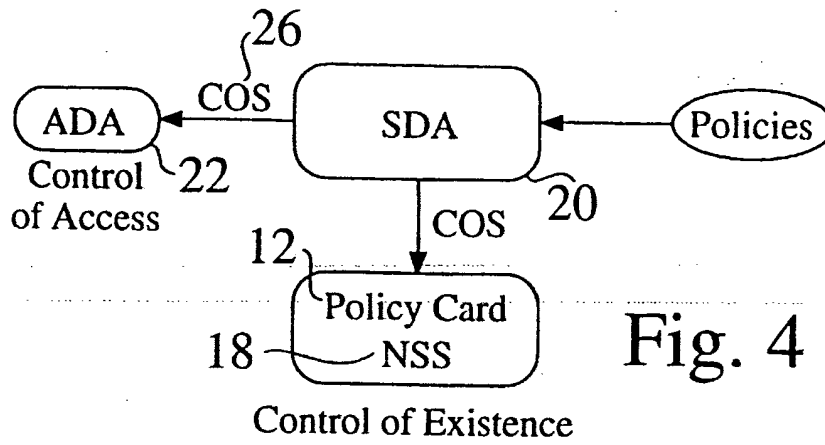 26
COS
ADA
SDA
Policies
22
Control
of Access
20
COS
12
Policy Card
18
NSS
Fig. 4
Control of Existence